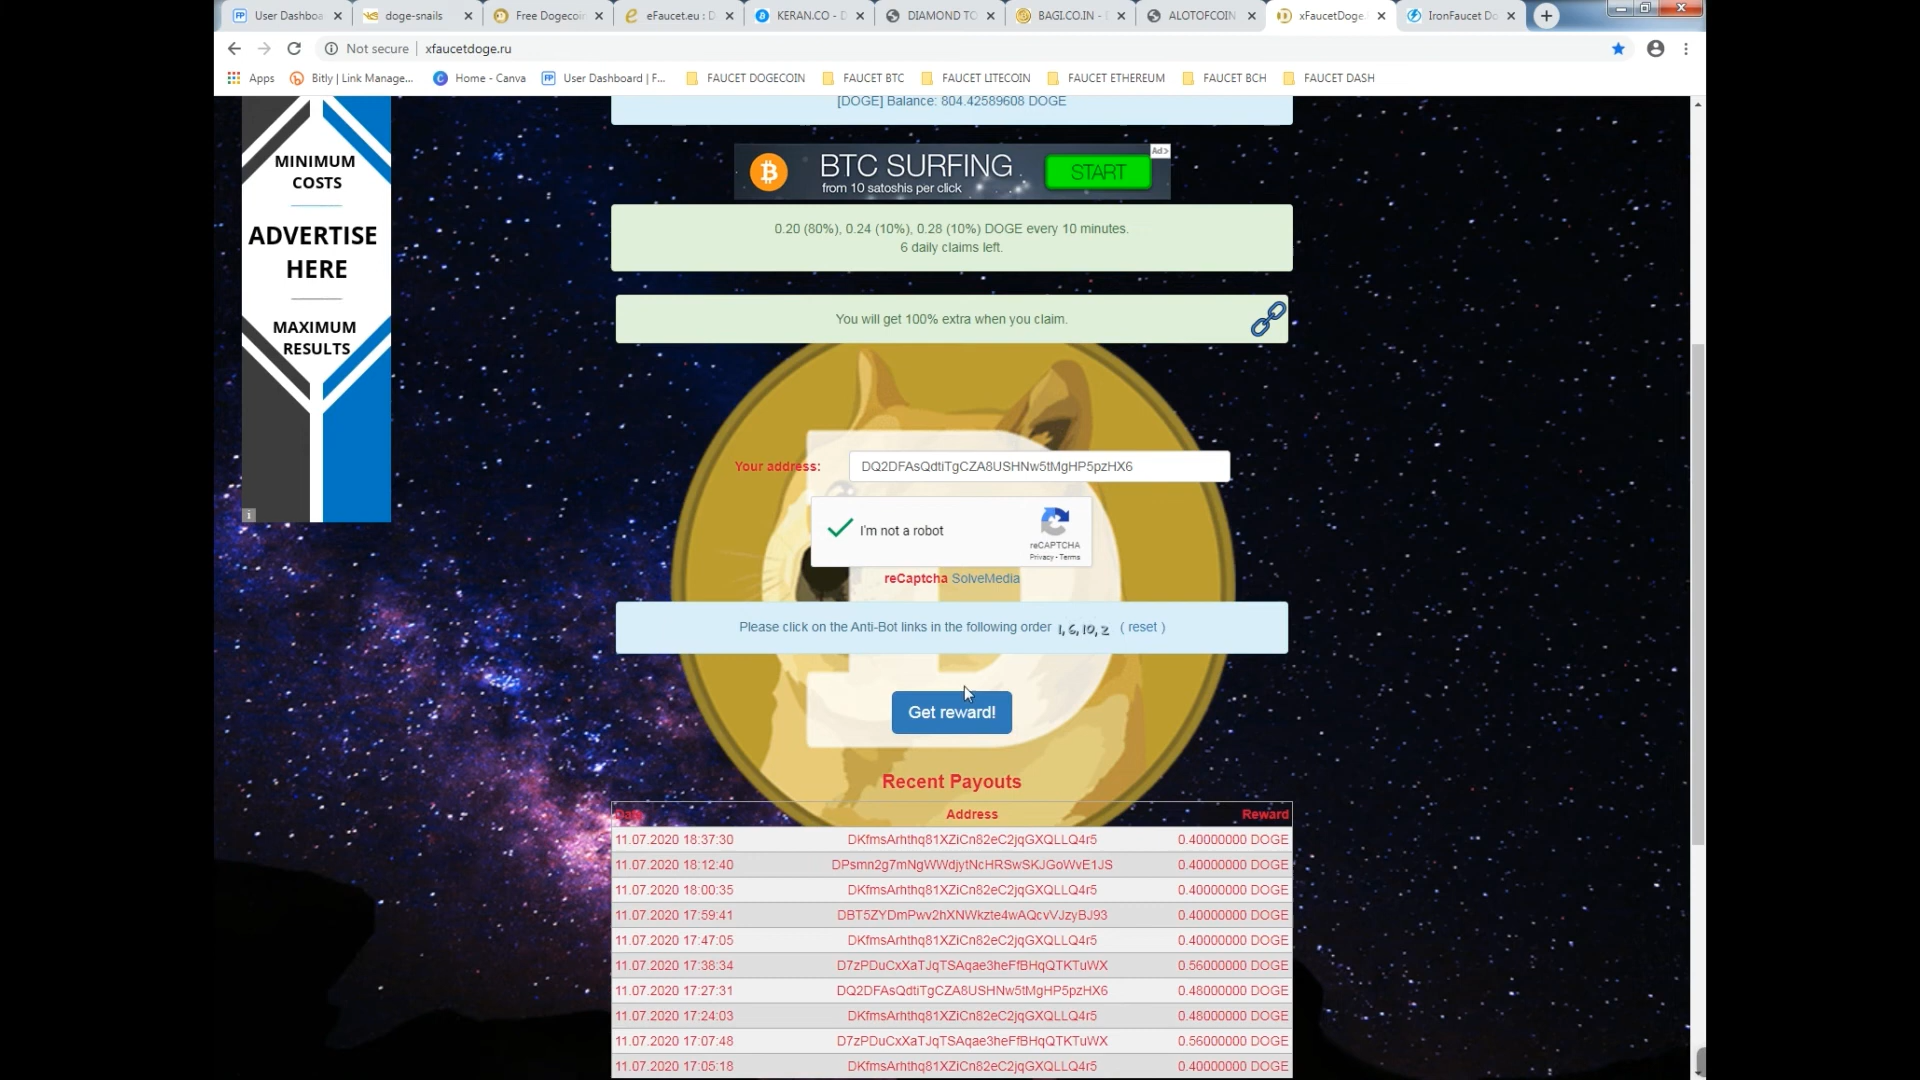 User Dashboa
doge-snails
Free Dogecoin
eFaucet.eu : D
KERAN.CO - D
DIAMOND TO
BAGI.CO.IN -
ALOTOFCOIN
xFaucetDoge.
IronFaucet Do
Not secure
xfaucetdoge.ru
Apps
Bitly | Link Manage...
Home - Canva
User Dashboard | F...
FAUCET DOGECOIN
FAUCET BTC
FAUCET LITECOIN
FAUCET ETHEREUM
FAUCET BCH
FAUCET DASH
MINIMUM
COSTS
ADVERTISE
HERE
MAXIMUM
RESULTS
[DOGE] Balance: 804.42589608 DOGE
BTC SURFING
from 10 satoshis per click
START
Ad>
0.20 (80%), 0.24 (10%), 0.28 (10%) DOGE every 10 minutes.
6 daily claims left.
You will get 100% extra when you claim.
Your address: DQ2DFAsQdtiTgCZA8USHNw5tMgHP5pzHX6
I'm not a robot
reCAPTCHA
Privacy - Terms
reCaptcha SolveMedia
Please click on the Anti-Bot links in the following order 1, 6, 10, 2 ( reset )
Get reward!
Recent Payouts
Date Address Reward
11.07.2020 18:37:30 DKfmsArhthq81XZiCn82eC2jqGXQLLQ4r5 0.40000000 DOGE
11.07.2020 18:12:40 DPsmn2g7mNgWWdjytNcHRSwSKJGoWvE1JS 0.40000000 DOGE
11.07.2020 18:00:35 DKfmsArhthq81XZiCn82eC2jqGXQLLQ4r5 0.40000000 DOGE
11.07.2020 17:59:41 DBT5ZYDmPwv2hXNWkzte4wAQcvVJzyBJ93 0.40000000 DOGE
11.07.2020 17:47:05 DKfmsArhthq81XZiCn82eC2jqGXQLLQ4r5 0.40000000 DOGE
11.07.2020 17:38:34 D7zPDuCxXaTJqTSAqae3heFfBHqQTKTuWX 0.56000000 DOGE
11.07.2020 17:27:31 DQ2DFAsQdtiTgCZA8USHNw5tMgHP5pzHX6 0.48000000 DOGE
11.07.2020 17:24:03 DKfmsArhthq81XZiCn82eC2jqGXQLLQ4r5 0.48000000 DOGE
11.07.2020 17:07:48 D7zPDuCxXaTJqTSAqae3heFfBHqQTKTuWX 0.56000000 DOGE
11.07.2020 17:05:18 DKfmsArhthq81XZiCn82eC2jqGXQLLQ4r5 0.40000000 DOGE